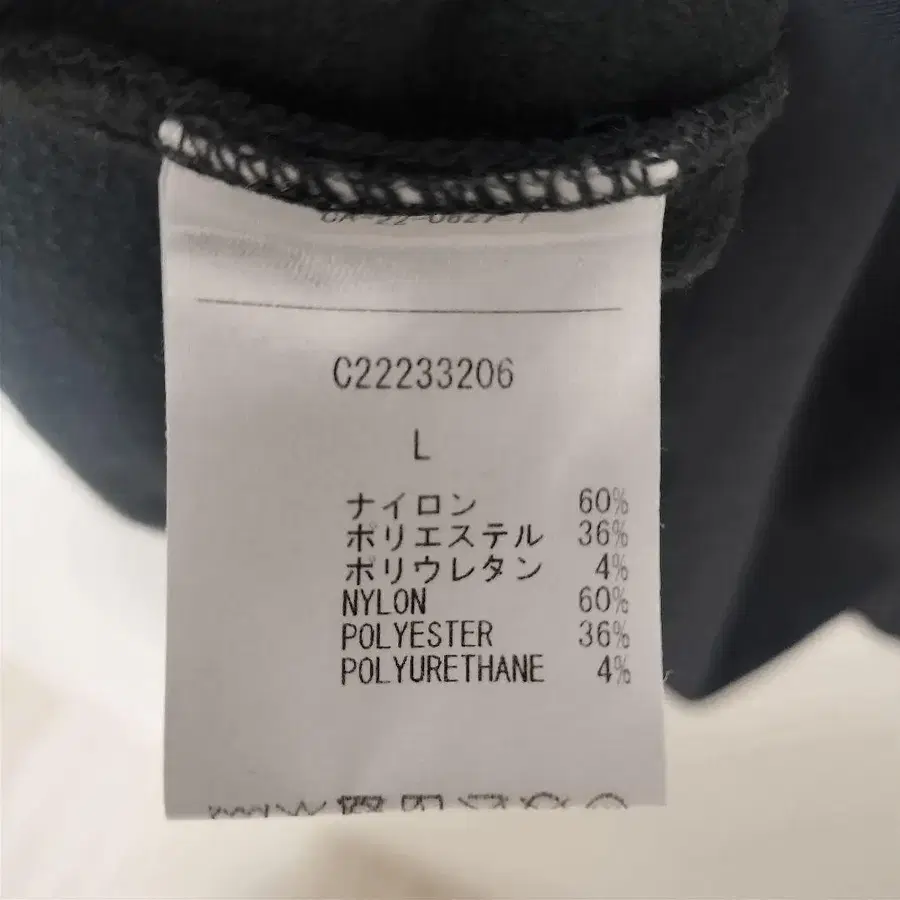 C22233206
L
ナイロン 60%
ポリエステル 36%
ポリウレタン 4%
NYLON 60%
POLYESTER 36%
POLYURETHANE 4%